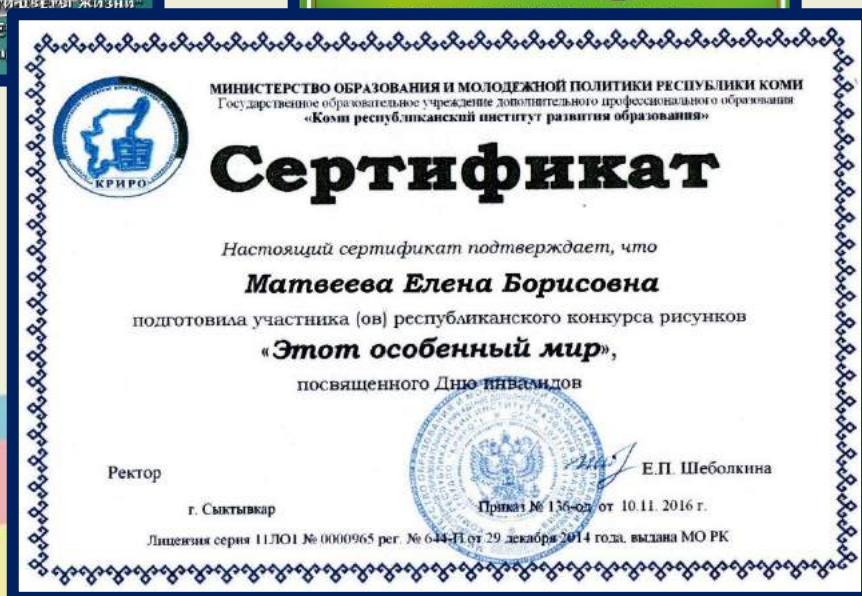 ЖИЗНИ"
МИНИСТЕРСТВО ОБРАЗОВАНИЯ И МОЛОДЕЖНОЙ ПОЛИТИКИ РЕСПУБЛИКИ КОМИ
Государственное образовательное учреждение дополнительного профессионального образования
«Коми республиканский институт развития образования»
КРИРО
Сертификат
Настоящий сертификат подтверждает, что
Матвеева Елена Борисовна
подготовила участника (ов) республиканского конкурса рисунков
«Этот особенный мир»,
посвященного Дню инвалидов
Ректор
Е.П. Шеболкина
г. Сыктывкар
Приказ № 136-од от 10.11. 2016 г.
Лицензия серия 11ЛО1 № 0000965 рег. № 644-П от 29 декабря 2014 года, выдана МО РК